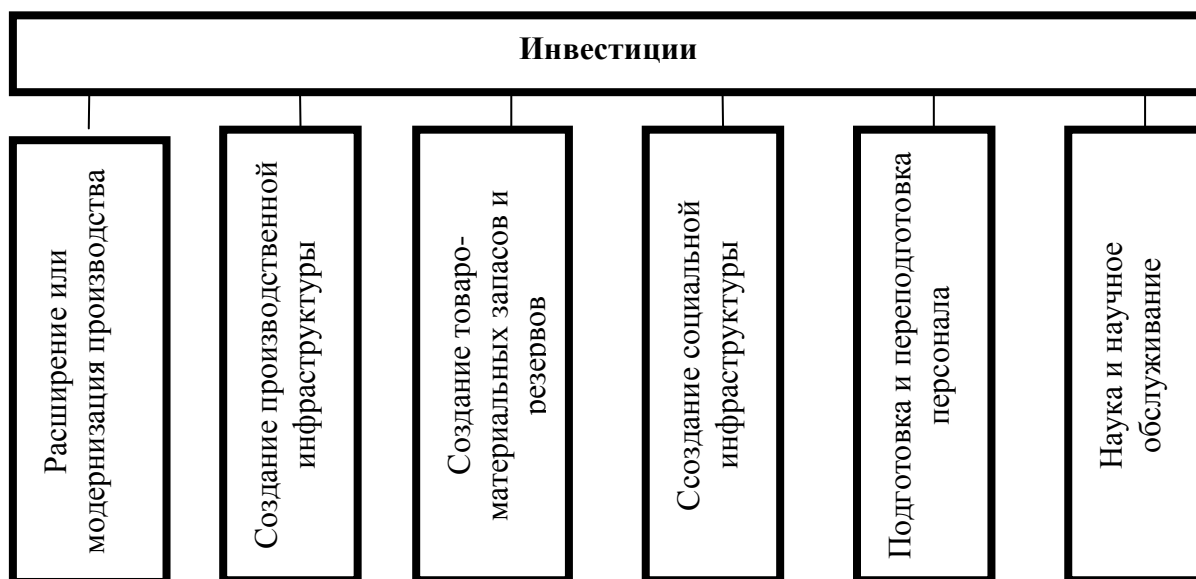 Инвестиции
Расширение или
модернизация производства
Создание производственной
инфраструктуры
Создание товаро-
материальных запасов и
резервов
Ссоздание социальной
инфраструктуры
Подготовка и переподготовка
персонала
Наука и научное
обслуживание